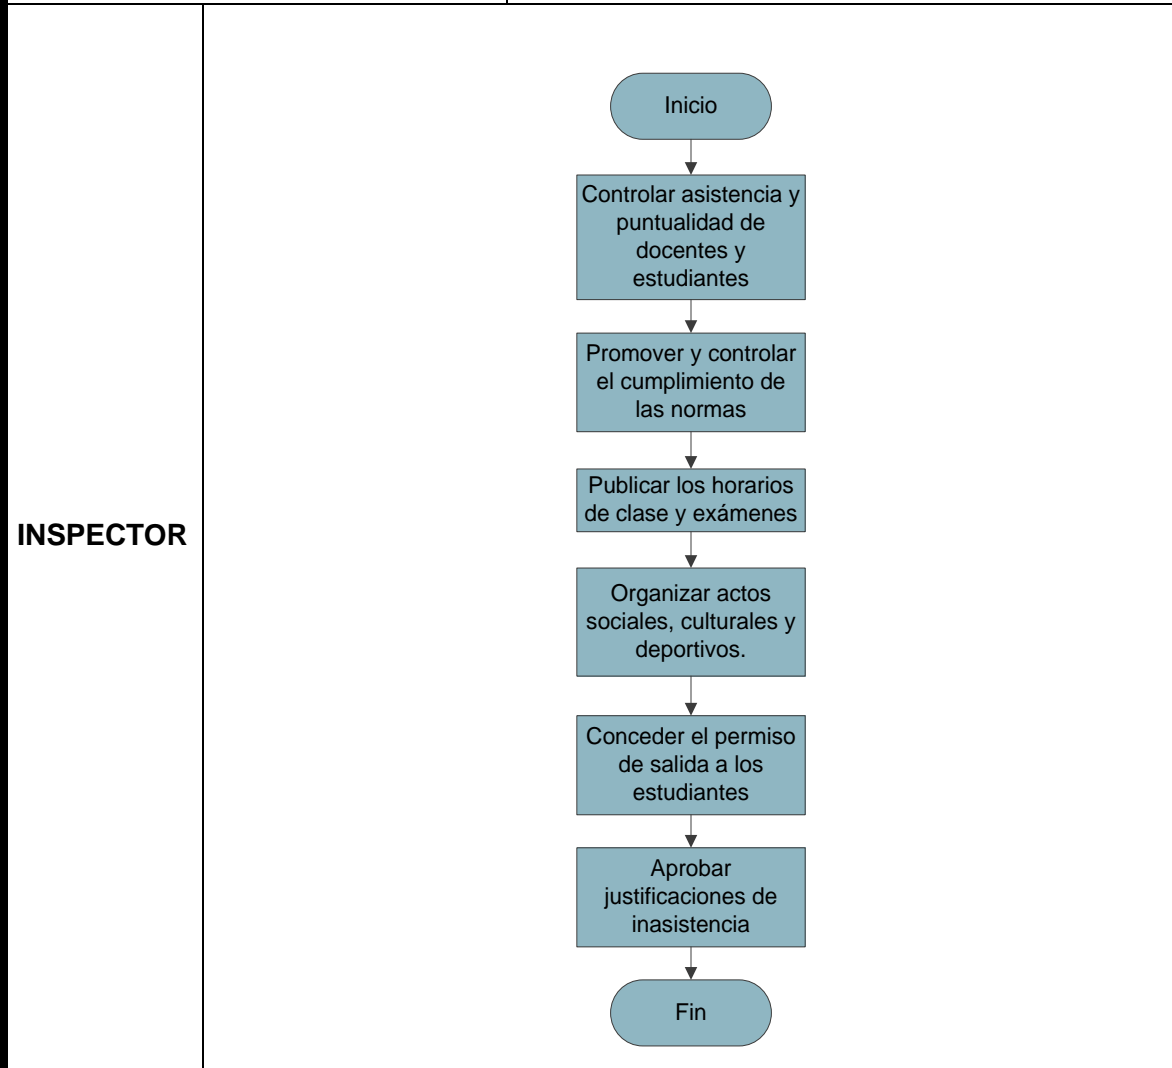 Inicio
Controlar asistencia y
puntualidad de
docentes y
estudiantes
Promover y controlar
el cumplimiento de
las normas
Publicar los horarios
de clase y exámenes
INSPECTOR
Organizar actos
sociales, culturales y
deportivos.
Conceder el permiso
de salida a los
estudiantes
Aprobar
justificaciones de
inasistencia
Fin